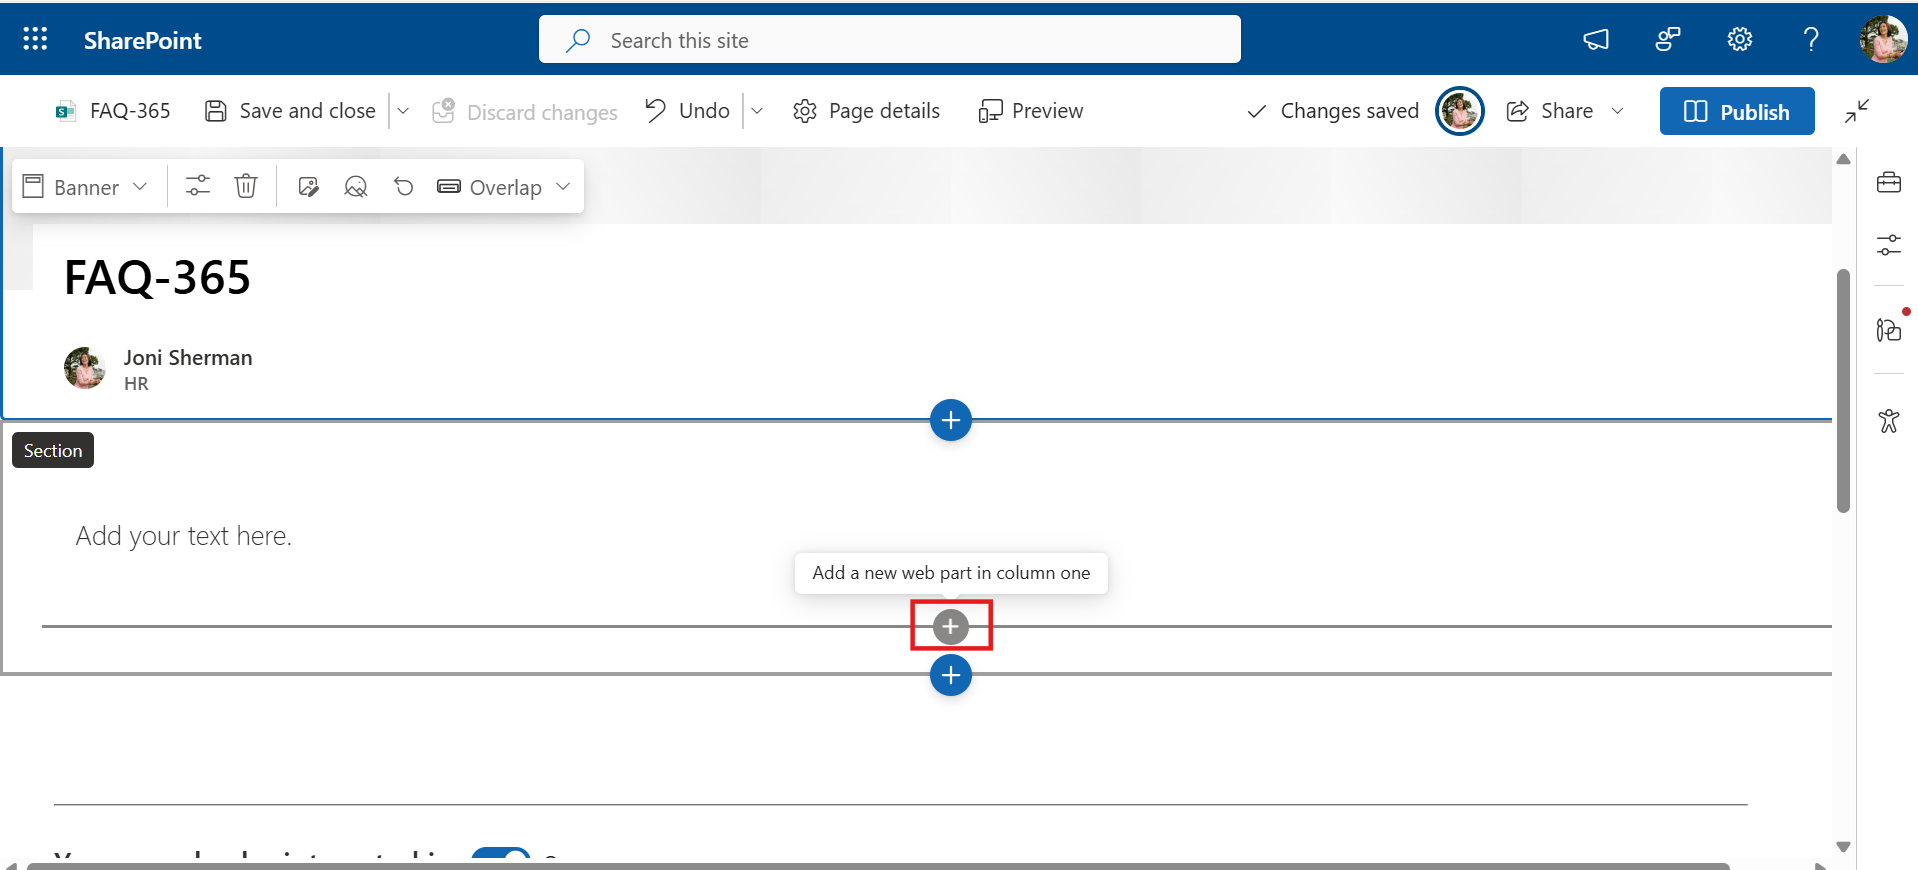 SharePoint
Search this site
FAQ-365
Save and close
Discard changes
Undo
Page details
Preview
Changes saved
Share
Publish
Banner
Overlap
FAQ-365
Joni Sherman
HR
Section
Add your text here.
Add a new web part in column one